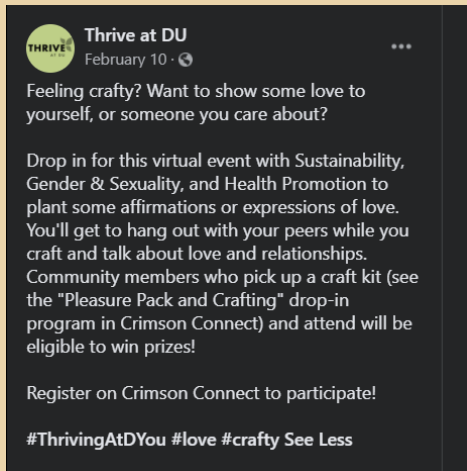 THRIVE
AT DU
Thrive at DU
February 10 ·
Feeling crafty? Want to show some love to
yourself, or someone you care about?
Drop in for this virtual event with Sustainability,
Gender & Sexuality, and Health Promotion to
plant some affirmations or expressions of love.
You'll get to hang out with your peers while you
craft and talk about love and relationships.
Community members who pick up a craft kit (see
the "Pleasure Pack and Crafting" drop-in
program in Crimson Connect) and attend will be
eligible to win prizes!
Register on Crimson Connect to participate!
#ThrivingAtDYou #love #crafty See Less